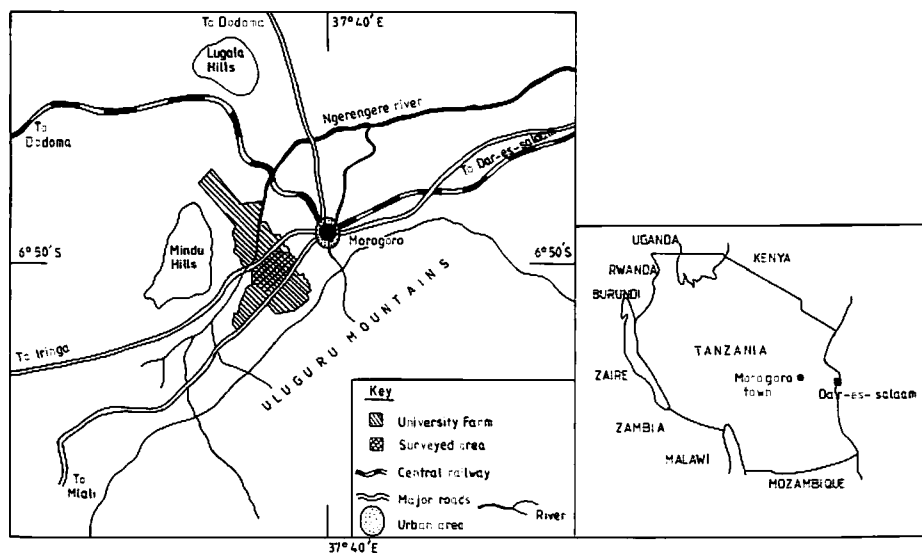 To Dodoma
37°40'E
Lugala
Hills
Ngerengere river
To
Dodoma
To Dar-es-salaam
Morogoro
6°50'S
6°50'S
Mindu
Hills
ULUGURU MOUNTAINS
To Iringa
To
Mlali
Key
University Farm
Surveyed area
Central railway
Major roads
River
Urban area
37°40'E
UGANDA
KENYA
RWANDA
BURUNDI
TANZANIA
ZAIRE
Morogoro
town
Dar-es-salaam
ZAMBIA
MALAWI
MOZAMBIQUE